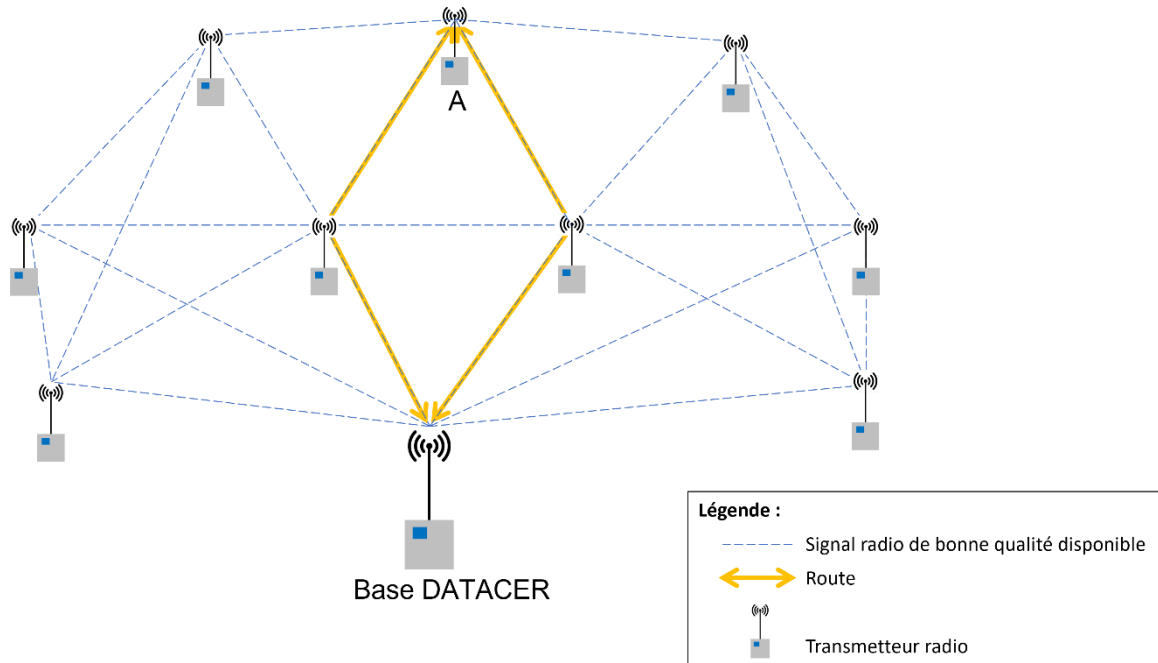 A
Base DATACER
Légende :
Signal radio de bonne qualité disponible
Route
Transmetteur radio